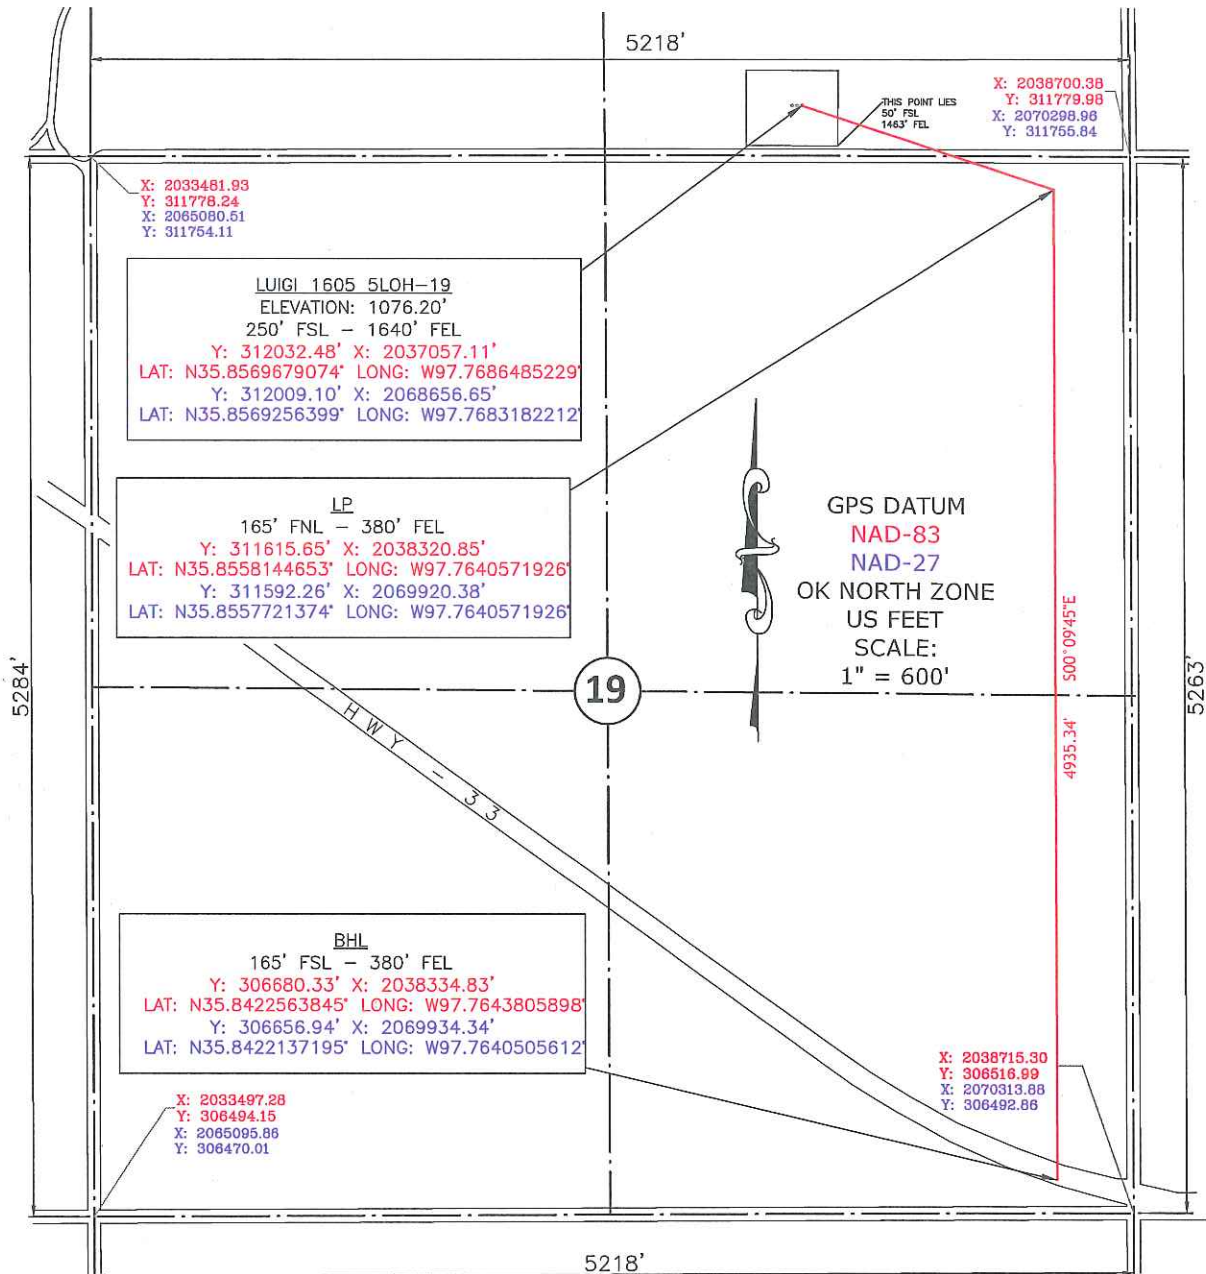 5218'
THIS POINT LIES
50' FSL
1463' FEL
X: 2038700.38
Y: 311779.98
X: 2070298.96
Y: 311755.84
X: 2033481.93
Y: 311778.24
X: 2065080.51
Y: 311754.11
LUIGI 1605 5LOH-19
ELEVATION: 1076.20'
250' FSL - 1640' FEL
Y: 312032.48' X: 2037057.11'
LAT: N35.8569679074° LONG: W97.7686485229°
Y: 312009.10' X: 2068656.65'
LAT: N35.8569256399° LONG: W97.7683182212°
LP
165' FNL - 380' FEL
Y: 311615.65' X: 2038320.85'
LAT: N35.8558144653° LONG: W97.7640571926°
Y: 311592.26' X: 2069920.38'
LAT: N35.8557721374° LONG: W97.7640571926°
GPS DATUM
NAD-83
NAD-27
OK NORTH ZONE
US FEET
SCALE:
1" = 600'
S00°09'45"E
4935.34'
5284'
19
5263'
HWY - 33
BHL
165' FSL - 380' FEL
Y: 306680.33' X: 2038334.83'
LAT: N35.8422563845° LONG: W97.7643805898°
Y: 306656.94' X: 2069934.34'
LAT: N35.8422137195° LONG: W97.7640505612°
X: 2038715.30
Y: 306516.99
X: 2070313.88
Y: 306492.86
X: 2033497.28
Y: 306494.15
X: 2065095.86
Y: 306470.01
5218'